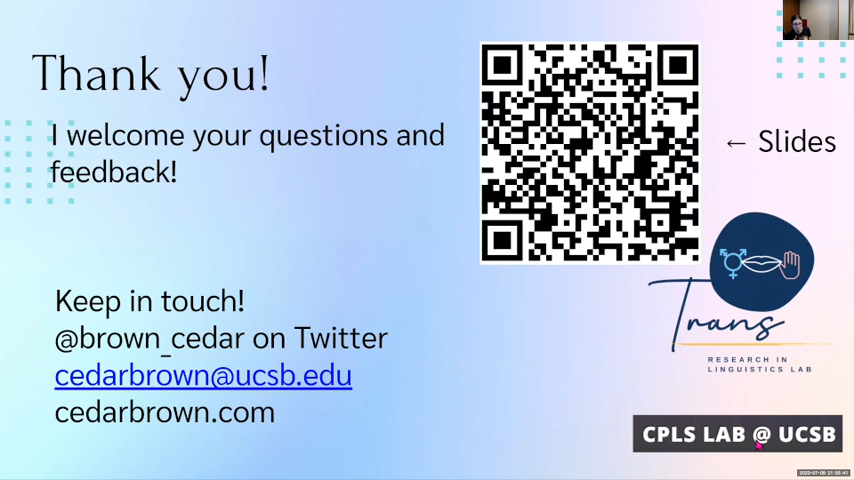 Thank you!
I welcome your questions and
feedback!
← Slides
Keep in touch!
@brown_cedar on Twitter
cedarbrown@ucsb.edu
cedarbrown.com
Trans
RESEARCH IN
LINGUISTICS LAB
CPLS LAB @ UCSB